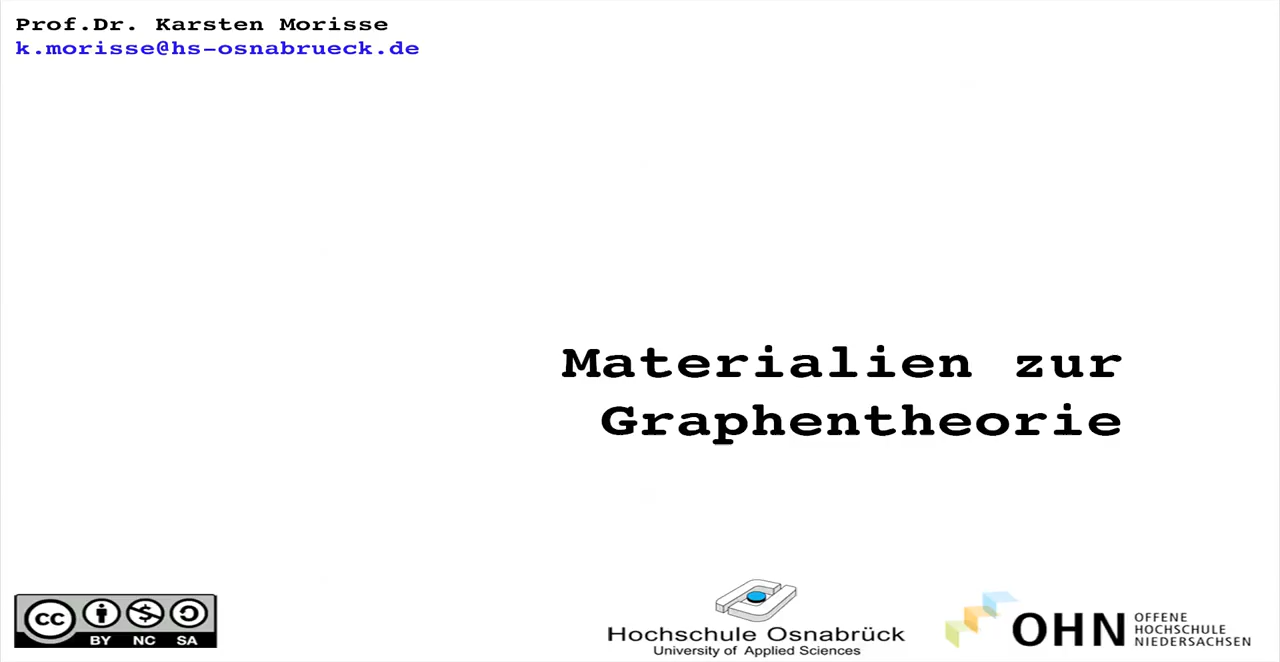 Prof.Dr. Karsten Morisse
k.morisse@hs-osnabrueck.de
Materialien zur
Graphentheorie
cc
BY NC SA
Hochschule Osnabrück
University of Applied Sciences
OHN
OFFENE
HOCHSCHULE
NIEDERSACHSEN